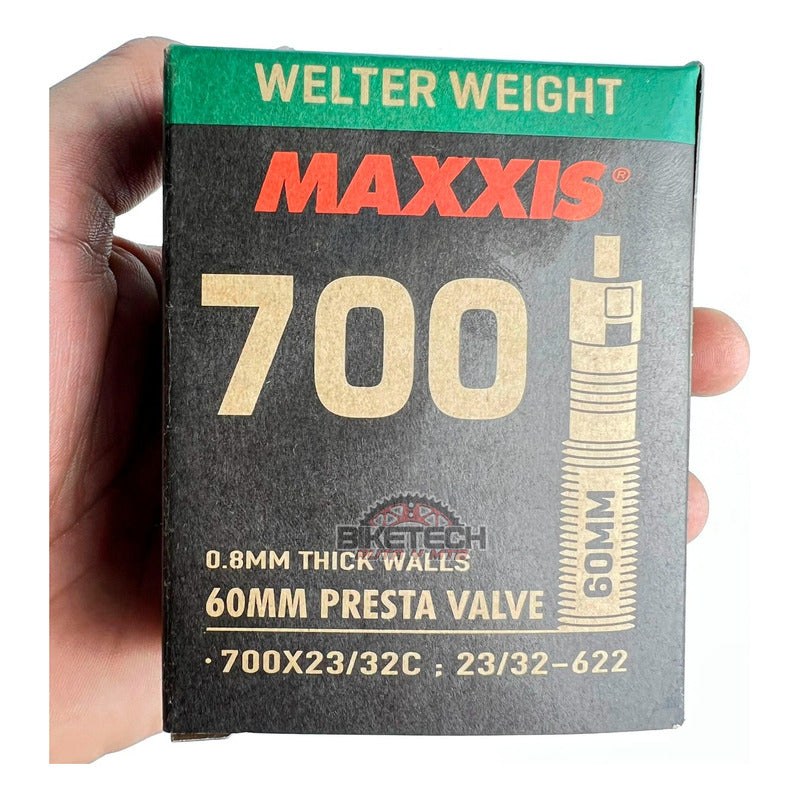 WELTER WEIGHT
MAXXIS®
700
60MM
BIKETECH
0.8MM THICK WALLS
60MM PRESTA VALVE
· 700X23/32C ; 23/32-622